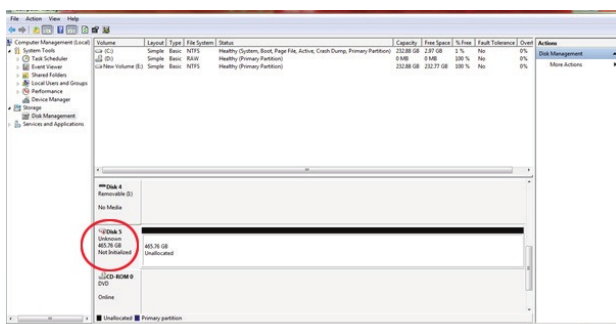 File Action View Help
Computer Management (Local)
System Tools
Task Scheduler
Event Viewer
Shared Folders
Local Users and Groups
Performance
Device Manager
Storage
Disk Management
Services and Applications
Volume Layout Type File System Status Capacity Free Space % Free Fault Tolerance Overl
(C:) Simple Basic NTFS Healthy (System, Boot, Page File, Active, Crash Dump, Primary Partition) 232.88 GB 2.97 GB 1 % No 0%
(D:) Simple Basic RAW Healthy (Primary Partition) 0 MB 0 MB 100 % No 0%
New Volume (E:) Simple Basic NTFS Healthy (Primary Partition) 232.88 GB 232.77 GB 100 % No 0%
Actions
Disk Management
More Actions
Disk 4
No Media
Disk 5
Unknown
465.76 GB
Not Initialized
465.76 GB
Unallocated
CD-ROM 0
DVD
Online
Unallocated Primary partition